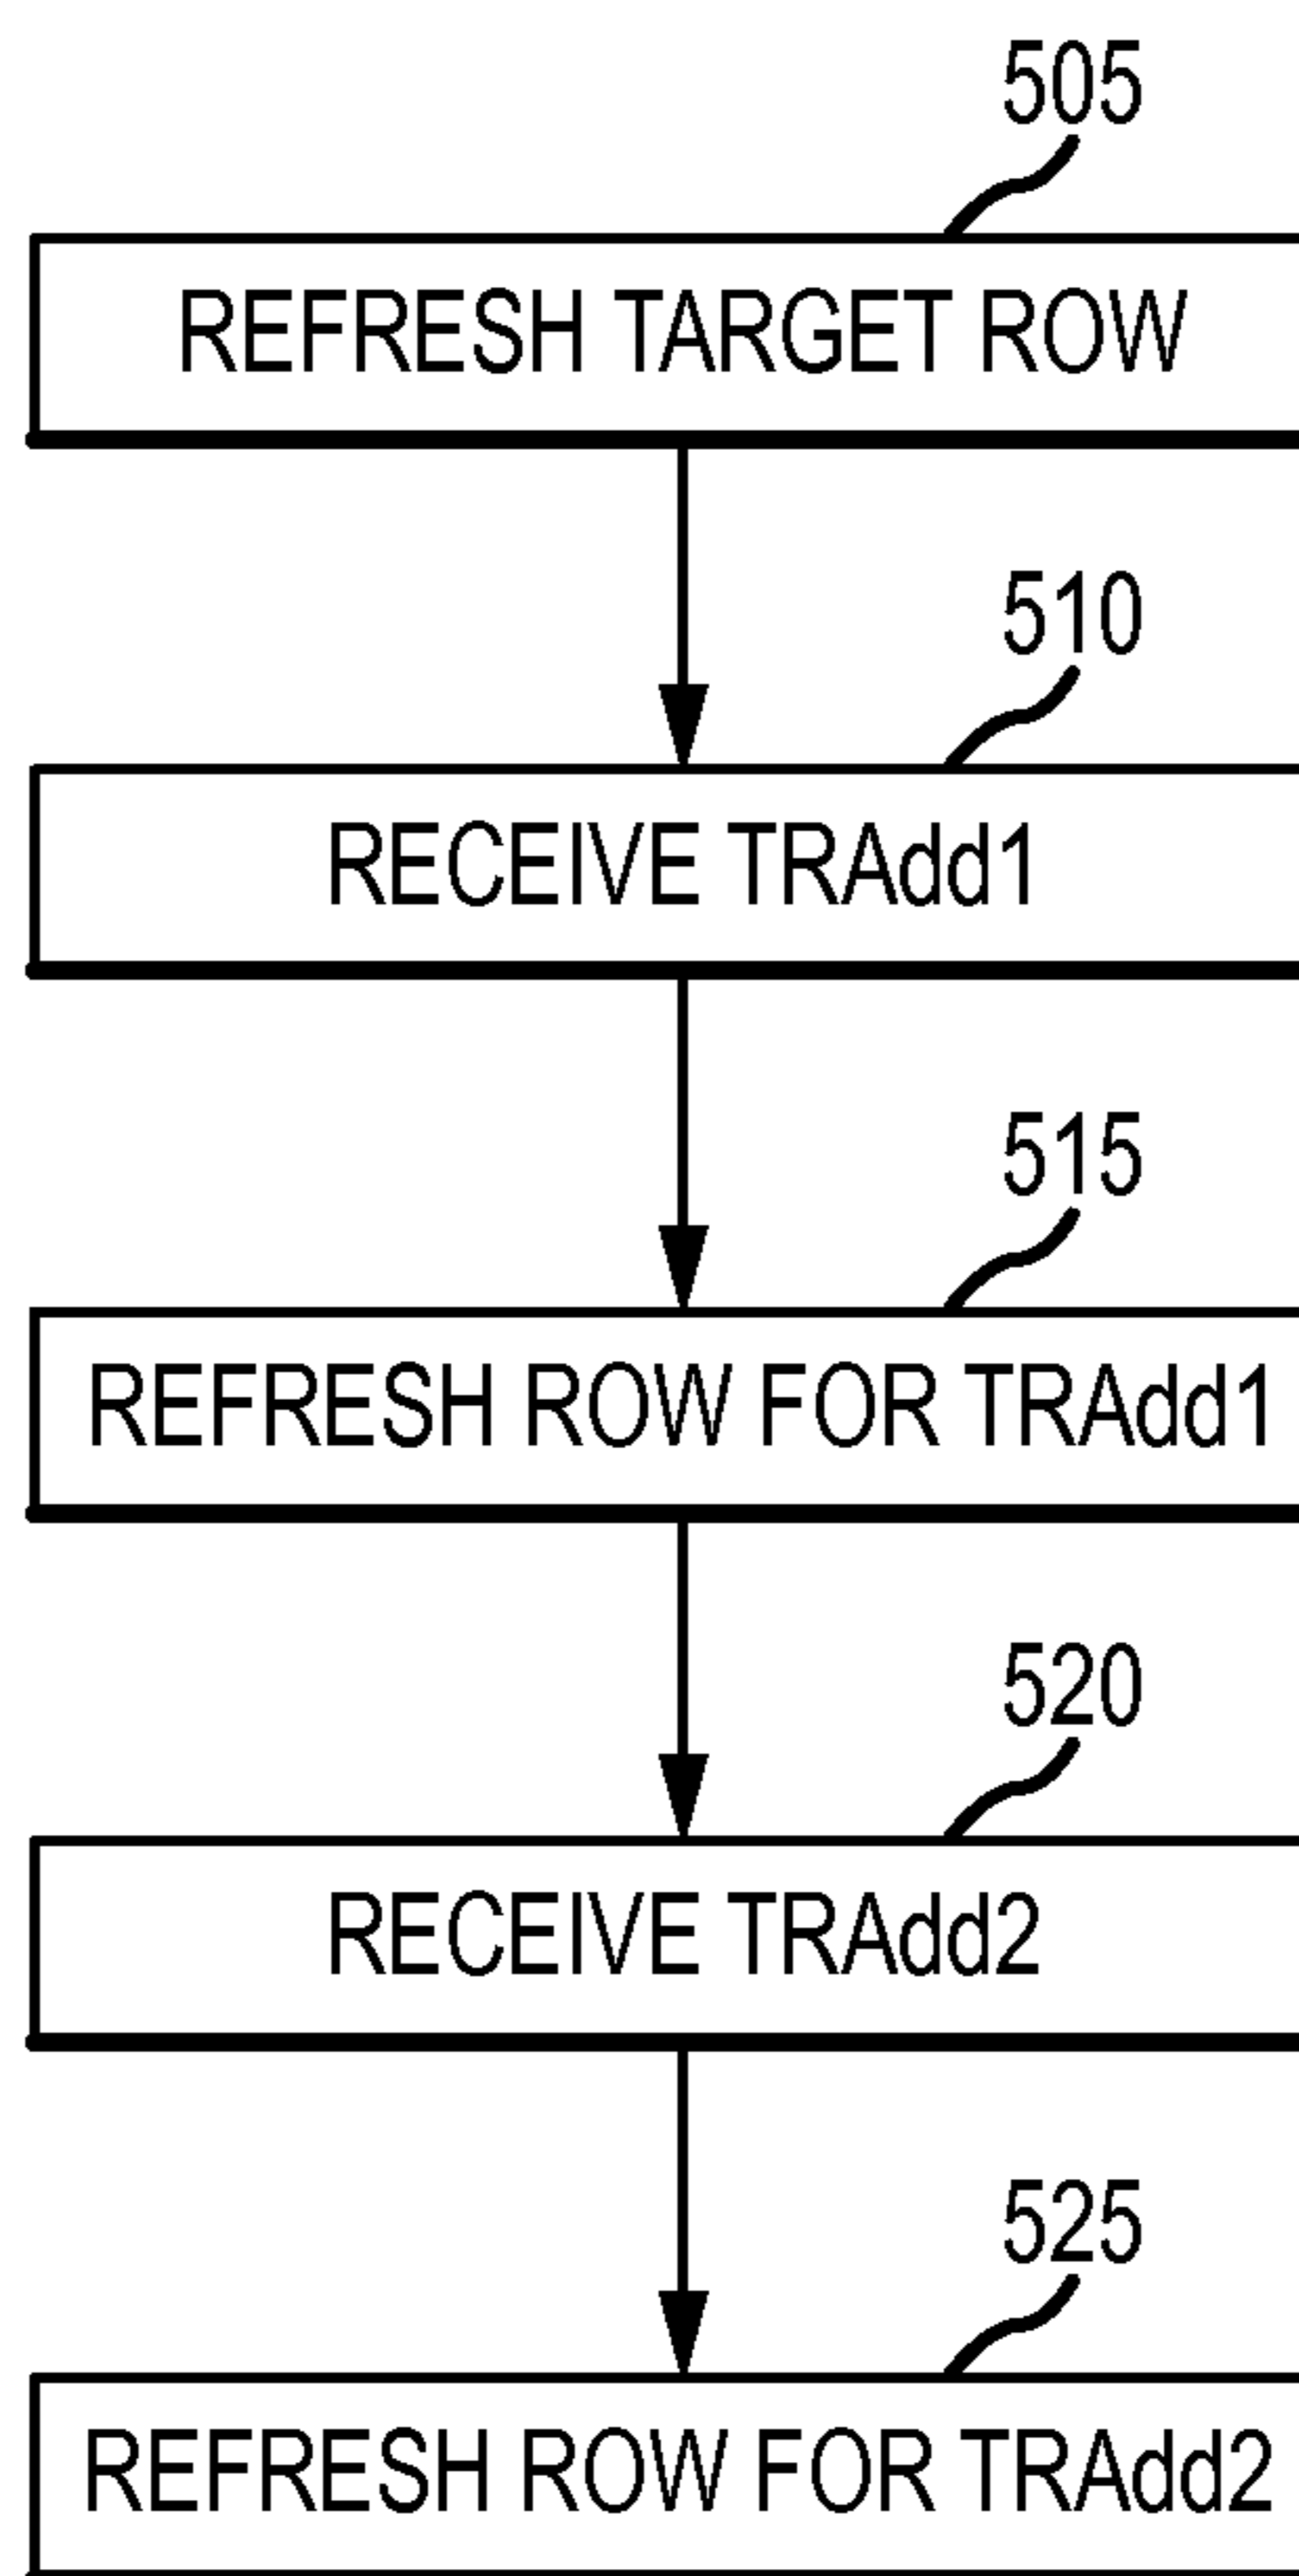 505
REFRESH TARGET ROW
510
RECEIVE TRAdd1
515
REFRESH ROW FOR TRAdd1
520
RECEIVE TRAdd2
525
REFRESH ROW FOR TRAdd2